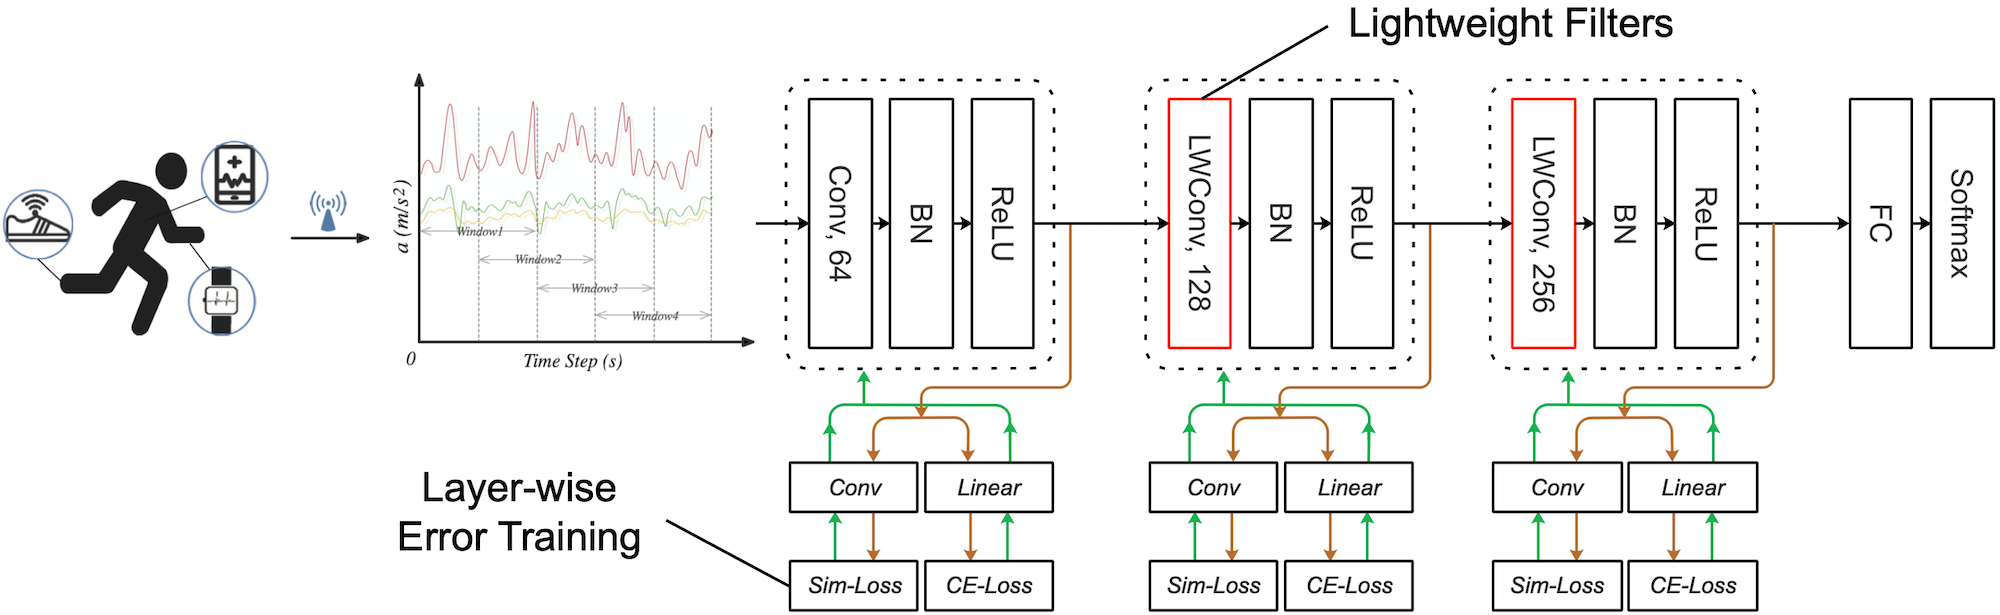 Lightweight Filters
a (m/s2)
Window1
Window2
Window3
Window4
0
Time Step (s)
Conv, 64
BN
ReLU
LWConv, 128
BN
ReLU
LWConv, 256
BN
ReLU
FC
Softmax
Layer-wise
Error Training
Conv
Linear
Conv
Linear
Conv
Linear
Sim-Loss
CE-Loss
Sim-Loss
CE-Loss
Sim-Loss
CE-Loss